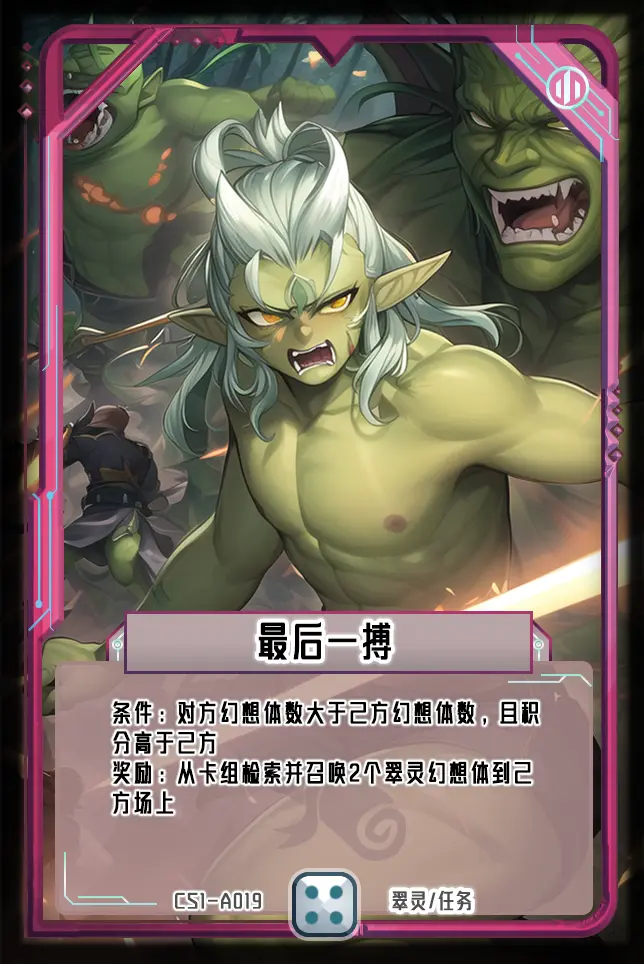 最后一搏
条件：对方幻想体数大于己方幻想体数，且积
分高于己方
奖励：从卡组检索并召唤2个翠灵幻想体到己
方场上
CS1-A019
翠灵/任务